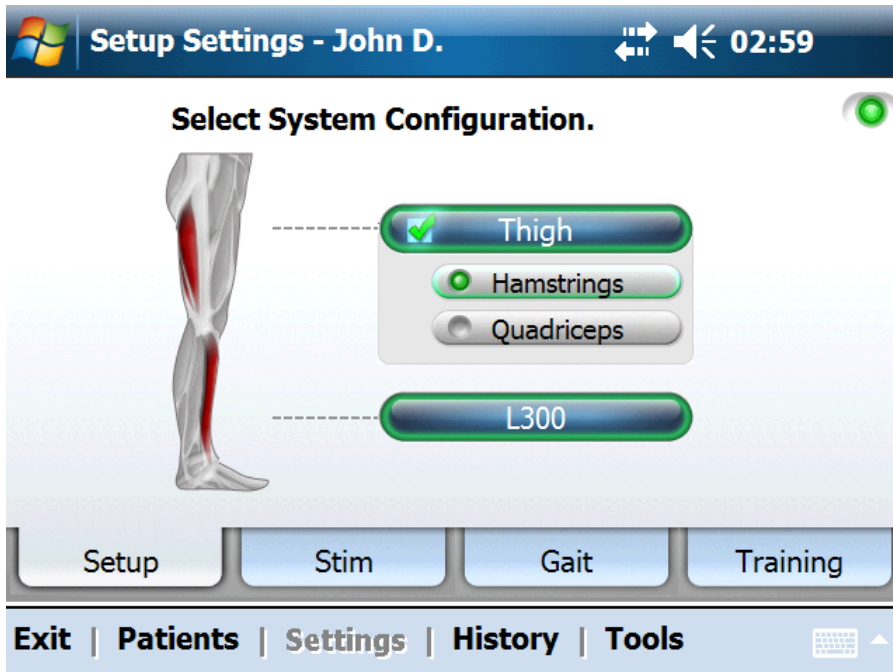 Setup Settings - John D. 02:59
Select System Configuration.
Thigh
Hamstrings
Quadriceps
L300
Setup Stim Gait Training
Exit | Patients | Settings | History | Tools